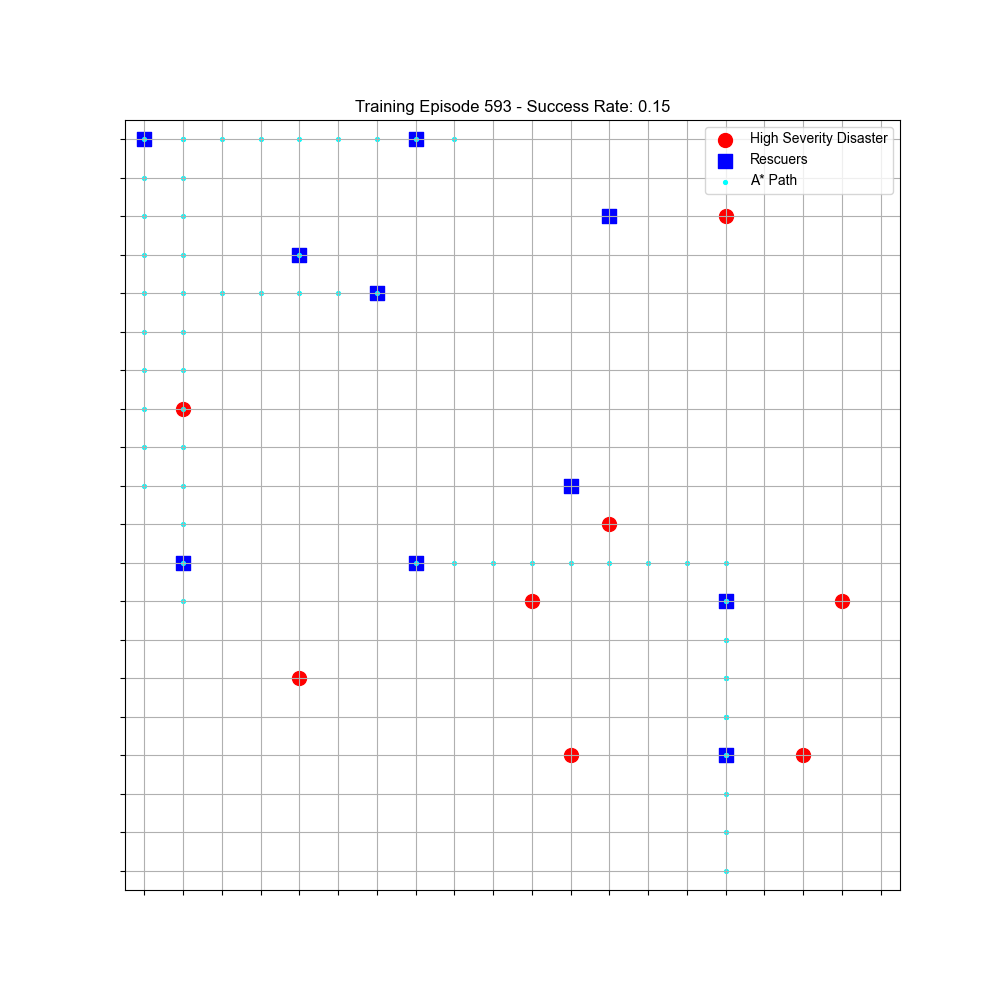 Training Episode 593 - Success Rate: 0.15
High Severity Disaster
Rescuers
A* Path